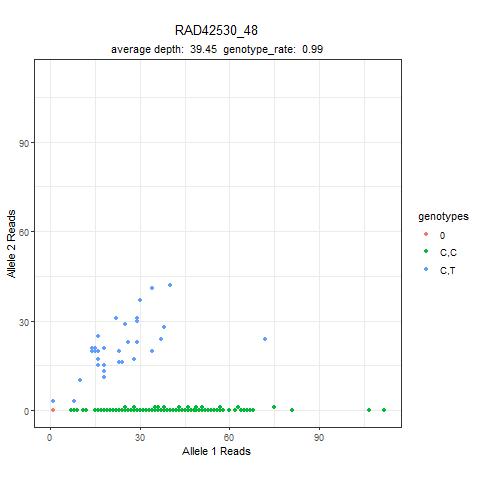 RAD42530_48
average depth: 39.45 genotype_rate: 0.99
90
60
30
0
Allele 2 Reads
0 30 60 90
Allele 1 Reads
genotypes
0
C,C
C,T